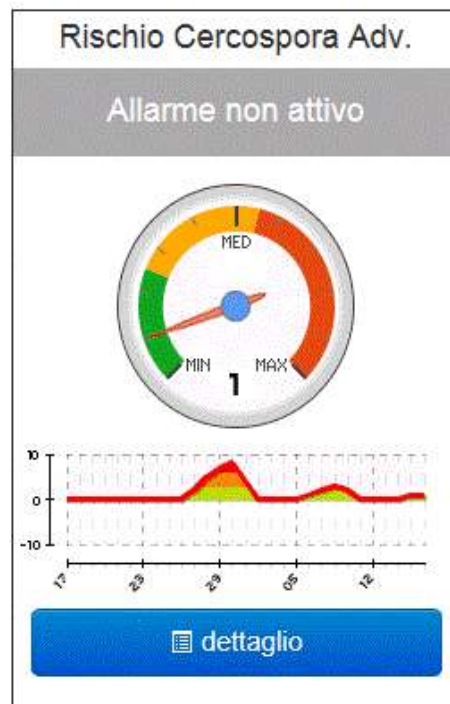 Rischio Cercospora Adv.
Allarme non attivo
MED
MIN
MAX
1
10
0
-10
17
23
29
05
12
dettaglio